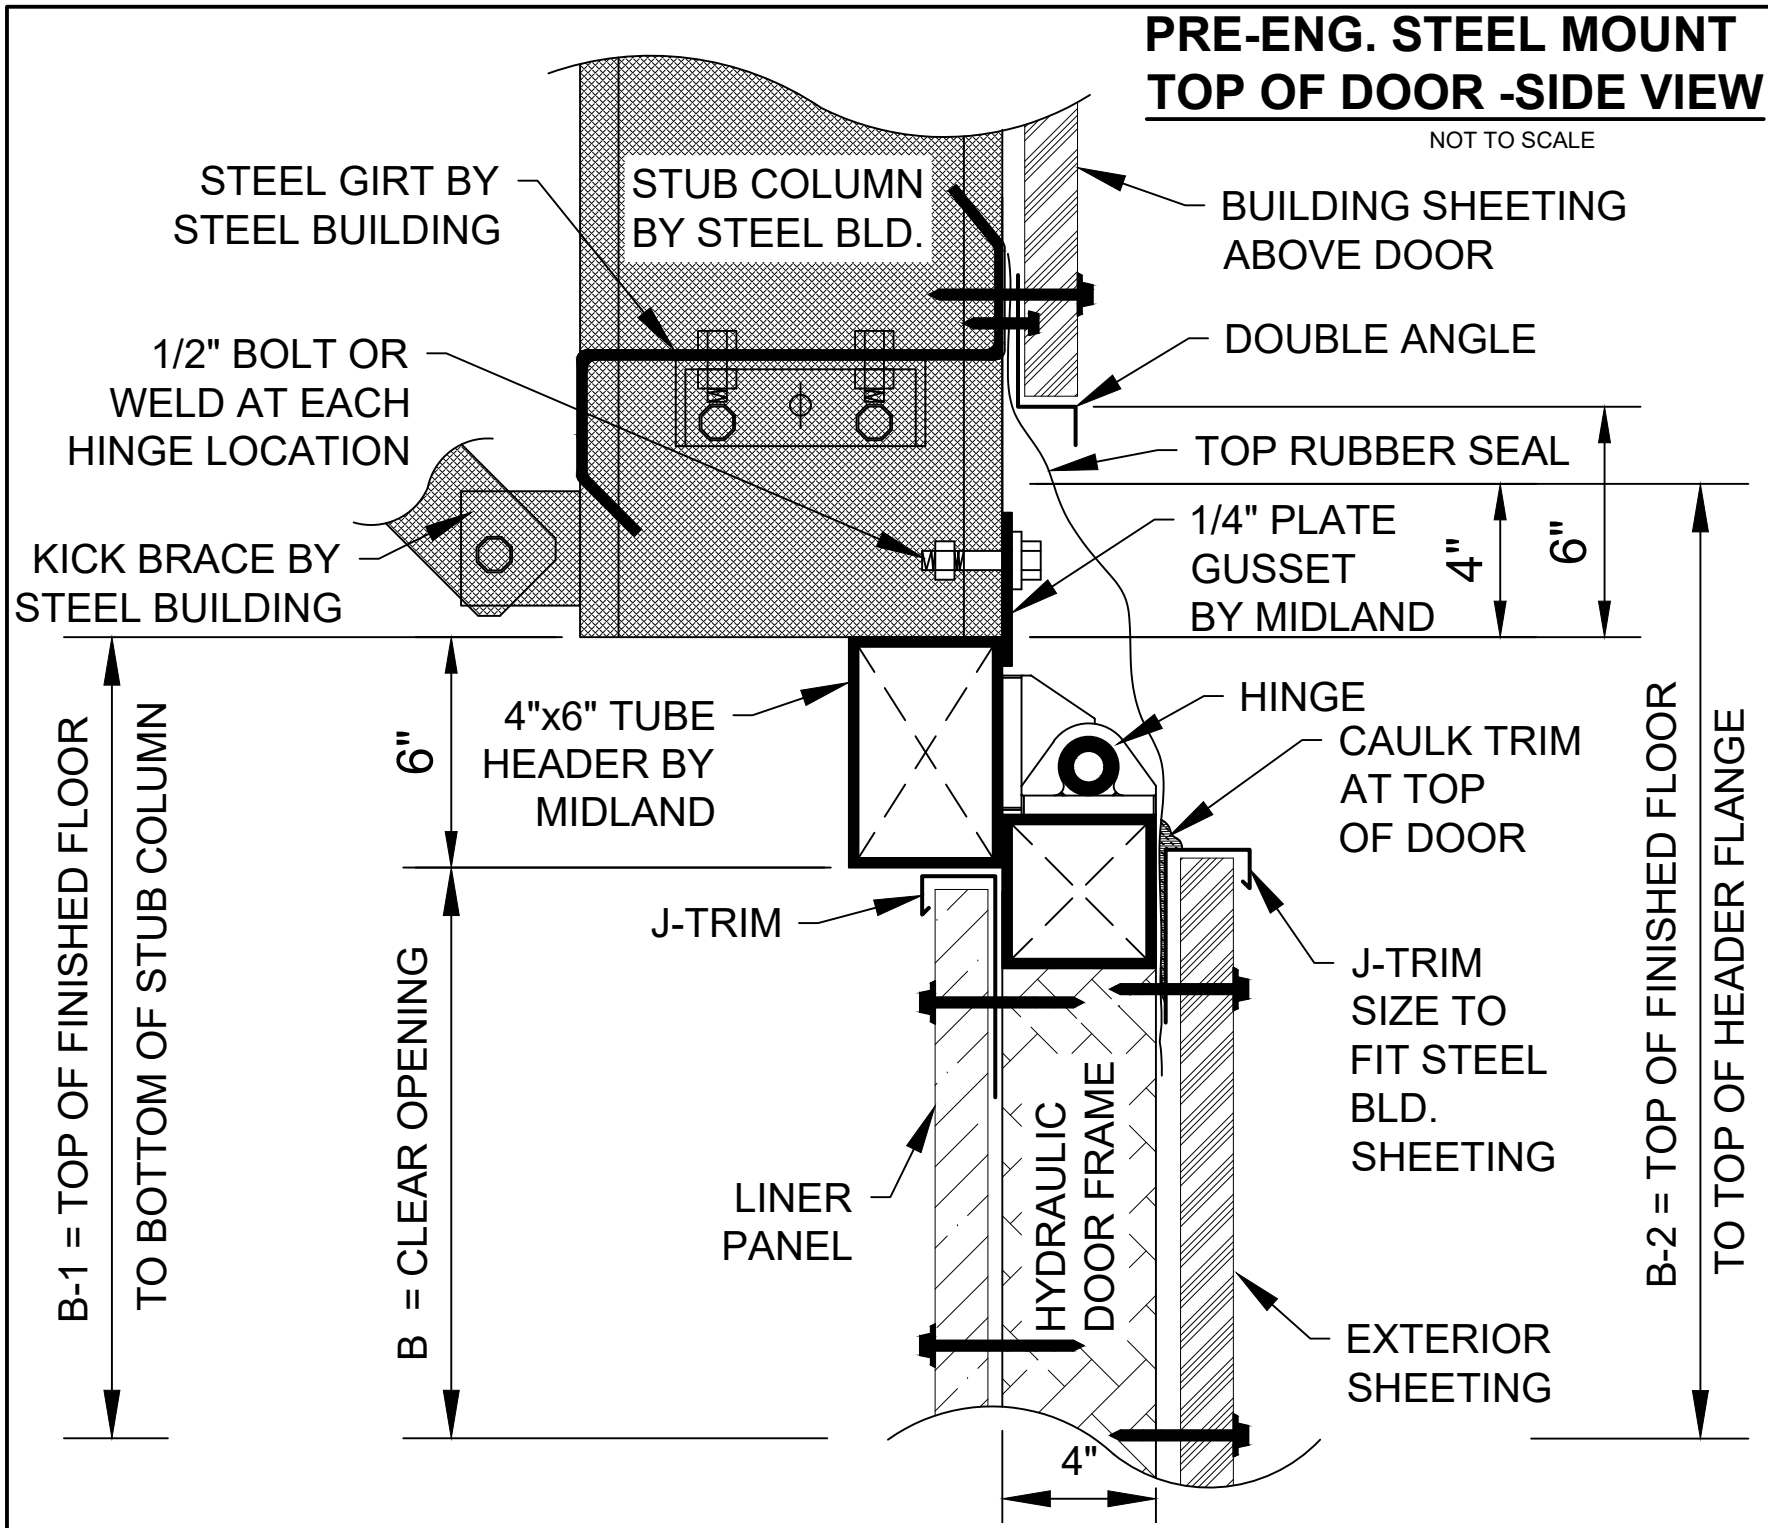 PRE-ENG. STEEL MOUNT
TOP OF DOOR -SIDE VIEW
NOT TO SCALE
STEEL GIRT BY
STEEL BUILDING
STUB COLUMN
BY STEEL BLD.
BUILDING SHEETING
ABOVE DOOR
1/2" BOLT OR
WELD AT EACH
HINGE LOCATION
DOUBLE ANGLE
TOP RUBBER SEAL
KICK BRACE BY
STEEL BUILDING
1/4" PLATE
GUSSET
BY MIDLAND
4"
6"
6"
4"x6" TUBE
HEADER BY
MIDLAND
HINGE
CAULK TRIM
AT TOP
OF DOOR
J-TRIM
J-TRIM
SIZE TO
FIT STEEL
BLD.
SHEETING
B-1 = TOP OF FINISHED FLOOR
TO BOTTOM OF STUB COLUMN
B = CLEAR OPENING
LINER
PANEL
HYDRAULIC
DOOR FRAME
EXTERIOR
SHEETING
B-2 = TOP OF FINISHED FLOOR
TO TOP OF HEADER FLANGE
4"